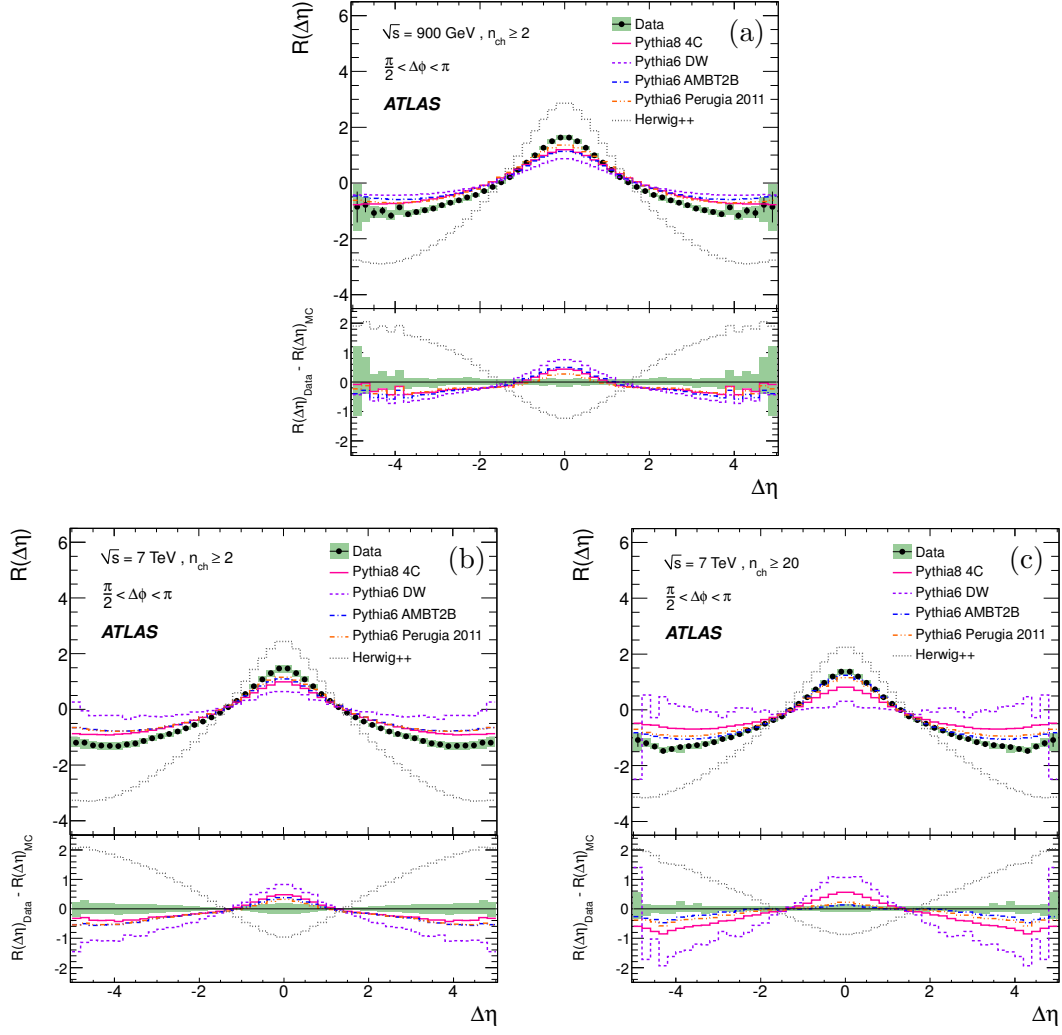 R(Δη)
6
4
2
0
-2
-4
√s = 900 GeV , n_ch ≥ 2
π/2 < Δϕ < π
ATLAS
(a)
Data
Pythia8 4C
Pythia6 DW
Pythia6 AMBT2B
Pythia6 Perugia 2011
Herwig++
R(Δη)_Data - R(Δη)_MC
2
1
0
-1
-2
-4 -2 0 2 4
Δη
R(Δη)
6
4
2
0
-2
-4
√s = 7 TeV , n_ch ≥ 2
π/2 < Δϕ < π
ATLAS
(b)
Data
Pythia8 4C
Pythia6 DW
Pythia6 AMBT2B
Pythia6 Perugia 2011
Herwig++
R(Δη)_Data - R(Δη)_MC
2
1
0
-1
-2
-4 -2 0 2 4
Δη
R(Δη)
6
4
2
0
-2
-4
√s = 7 TeV , n_ch ≥ 20
π/2 < Δϕ < π
ATLAS
(c)
Data
Pythia8 4C
Pythia6 DW
Pythia6 AMBT2B
Pythia6 Perugia 2011
Herwig++
R(Δη)_Data - R(Δη)_MC
2
1
0
-1
-2
-4 -2 0 2 4
Δη